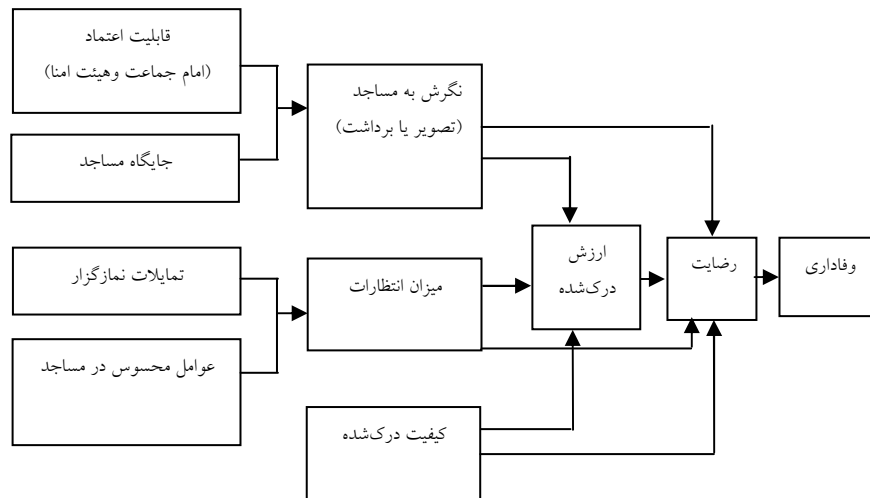 قابلیت اعتماد
(امام جماعت وهیئت امنا)
جایگاه مساجد
نگرش به مساجد
(تصویر یا برداشت)
تمایلات نمازگزار
عوامل محسوس در مساجد
میزان انتظارات
کیفیت درک‌شده
ارزش
درک‌شده
رضایت
وفاداری